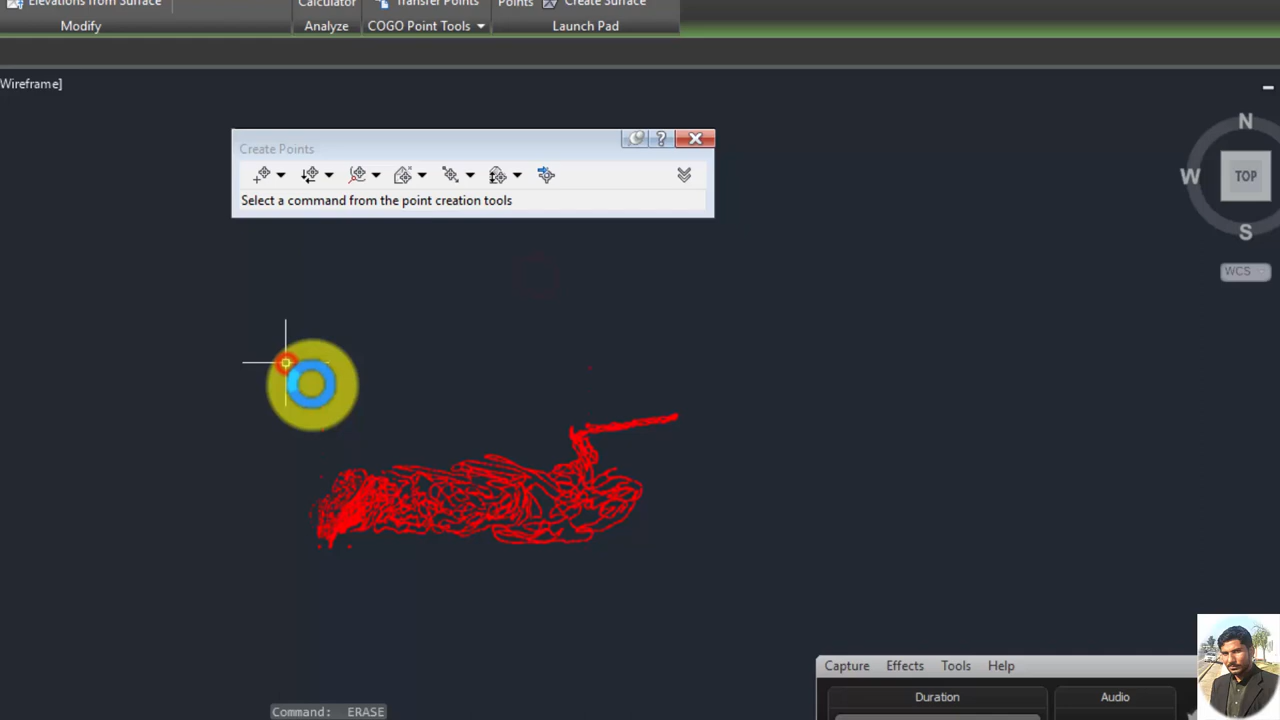 Elevations from Surface
Calculator
Transfer Points
Points
Create Surface
Modify
Analyze
COGO Point Tools
Launch Pad
Wireframe]
Create Points
Select a command from the point creation tools
N
W
TOP
S
WCS
Capture
Effects
Tools
Help
Duration
Audio
Command: ERASE